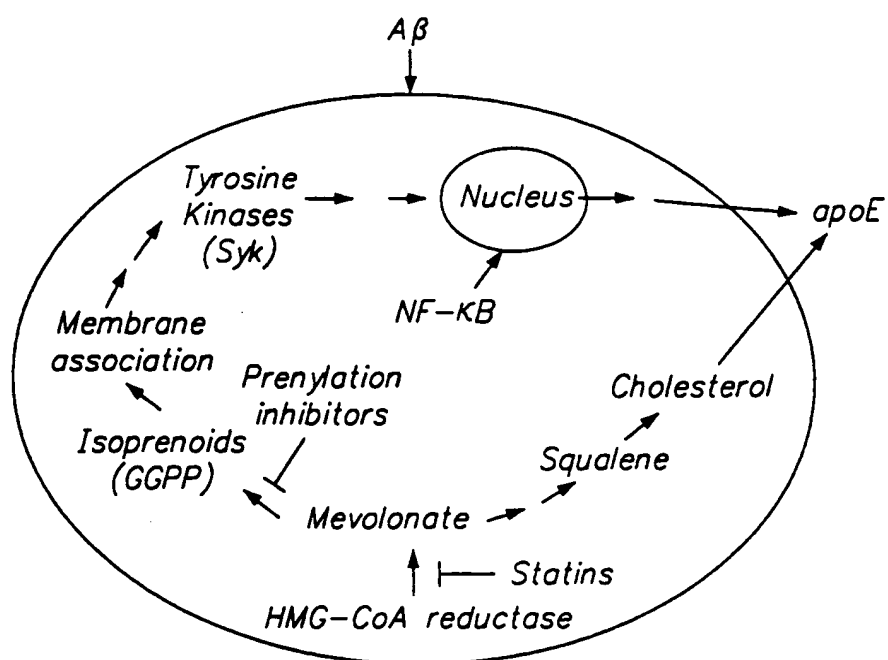 Aβ
Tyrosine
Kinases
(Syk)
Nucleus
apoE
NF-κB
Membrane
association
Prenylation
inhibitors
Cholesterol
Isoprenoids
(GGPP)
Squalene
Mevolonate
Statins
HMG-CoA reductase